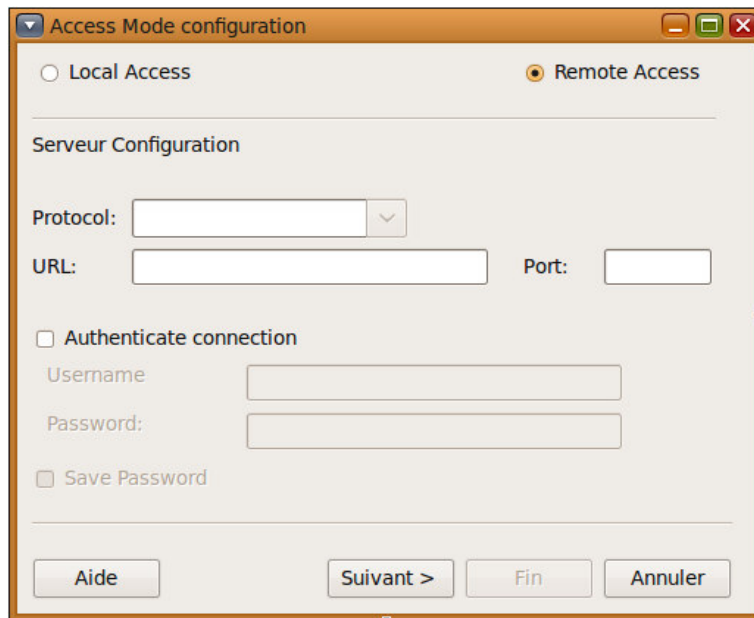 Access Mode configuration
Local Access Remote Access
Serveur Configuration
Protocol:
URL: Port:
Authenticate connection
Username
Password:
Save Password
Aide Suivant > Fin Annuler